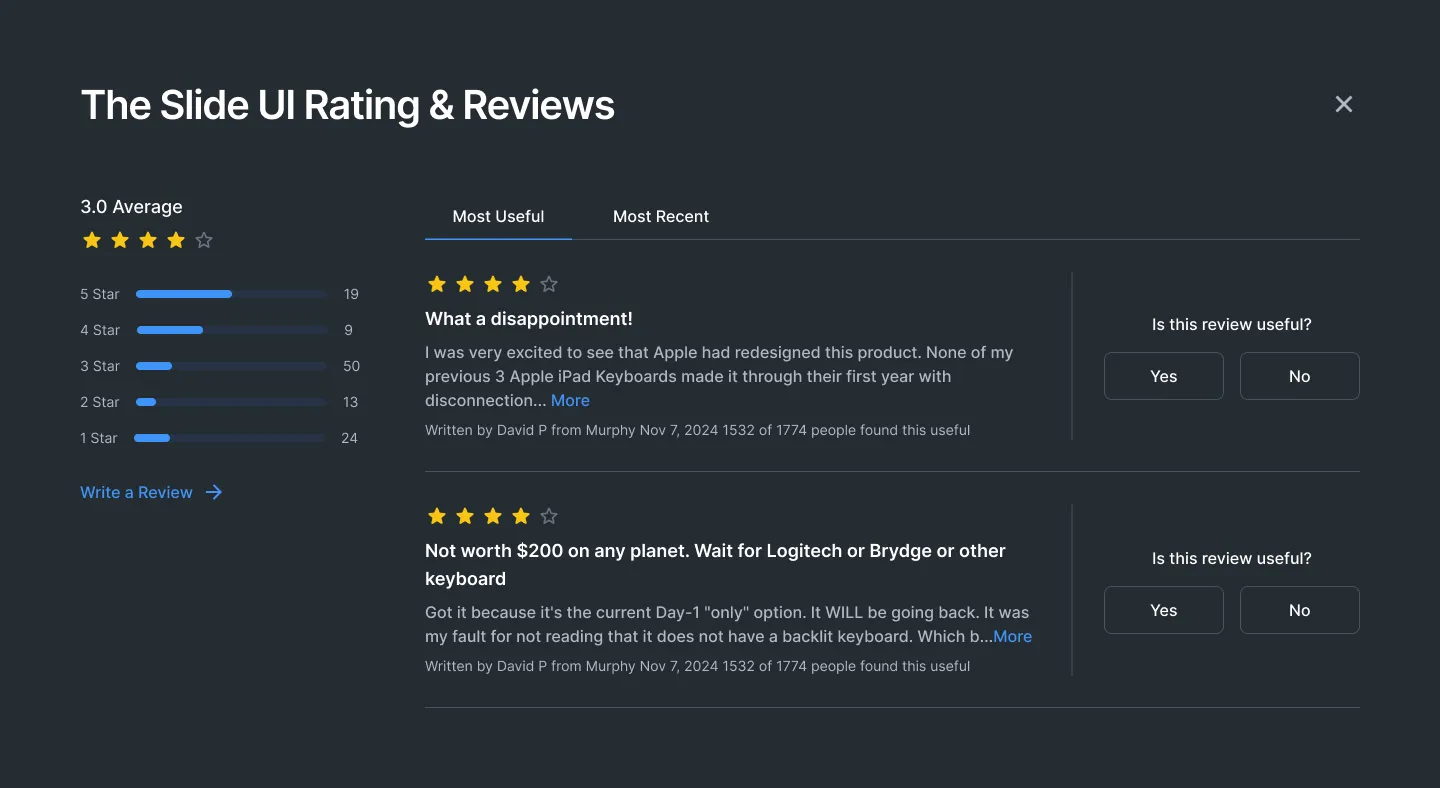 The Slide UI Rating & Reviews
3.0 Average
5 Star 19
4 Star 9
3 Star 50
2 Star 13
1 Star 24
Write a Review
Most Useful Most Recent
What a disappointment!
I was very excited to see that Apple had redesigned this product. None of my
previous 3 Apple iPad Keyboards made it through their first year with
disconnection... More
Written by David P from Murphy Nov 7, 2024 1532 of 1774 people found this useful
Is this review useful?
Yes No
Not worth $200 on any planet. Wait for Logitech or Brydge or other
keyboard
Got it because it's the current Day-1 "only" option. It WILL be going back. It was
my fault for not reading that it does not have a backlit keyboard. Which b...More
Written by David P from Murphy Nov 7, 2024 1532 of 1774 people found this useful
Is this review useful?
Yes No